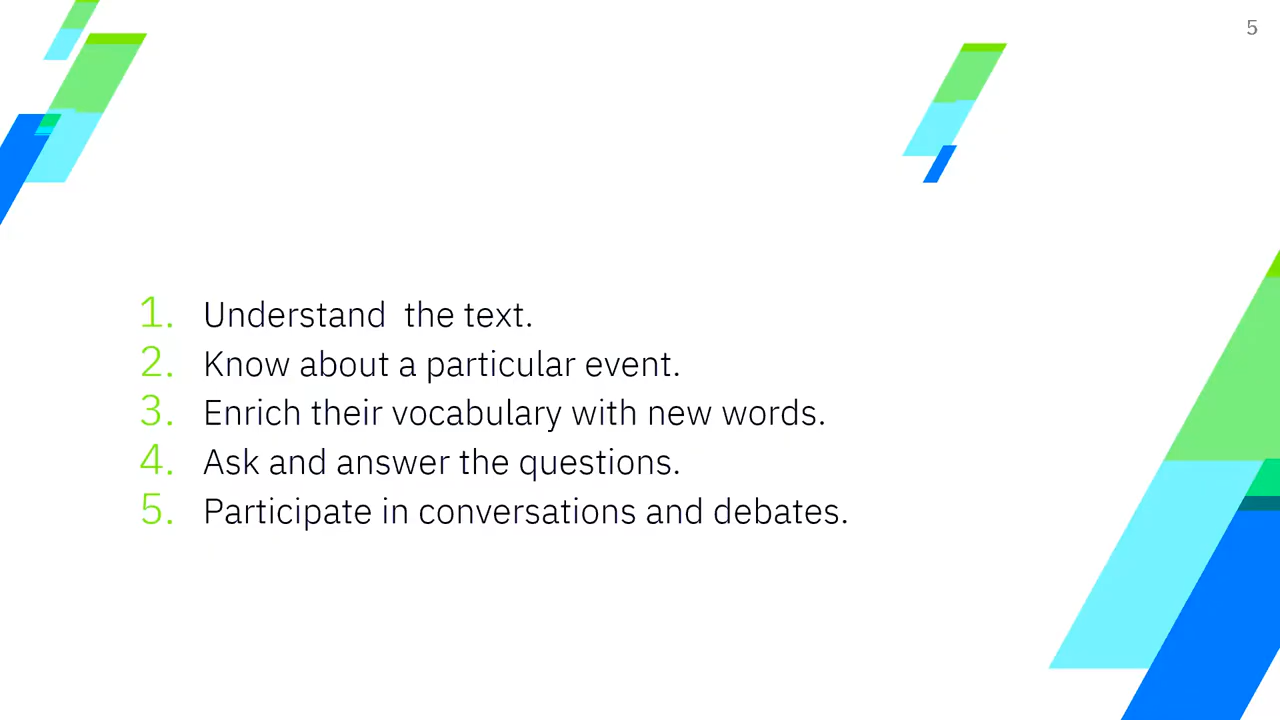 5
1. Understand  the text.
2. Know about a particular event.
3. Enrich their vocabulary with new words.
4. Ask and answer the questions.
5. Participate in conversations and debates.